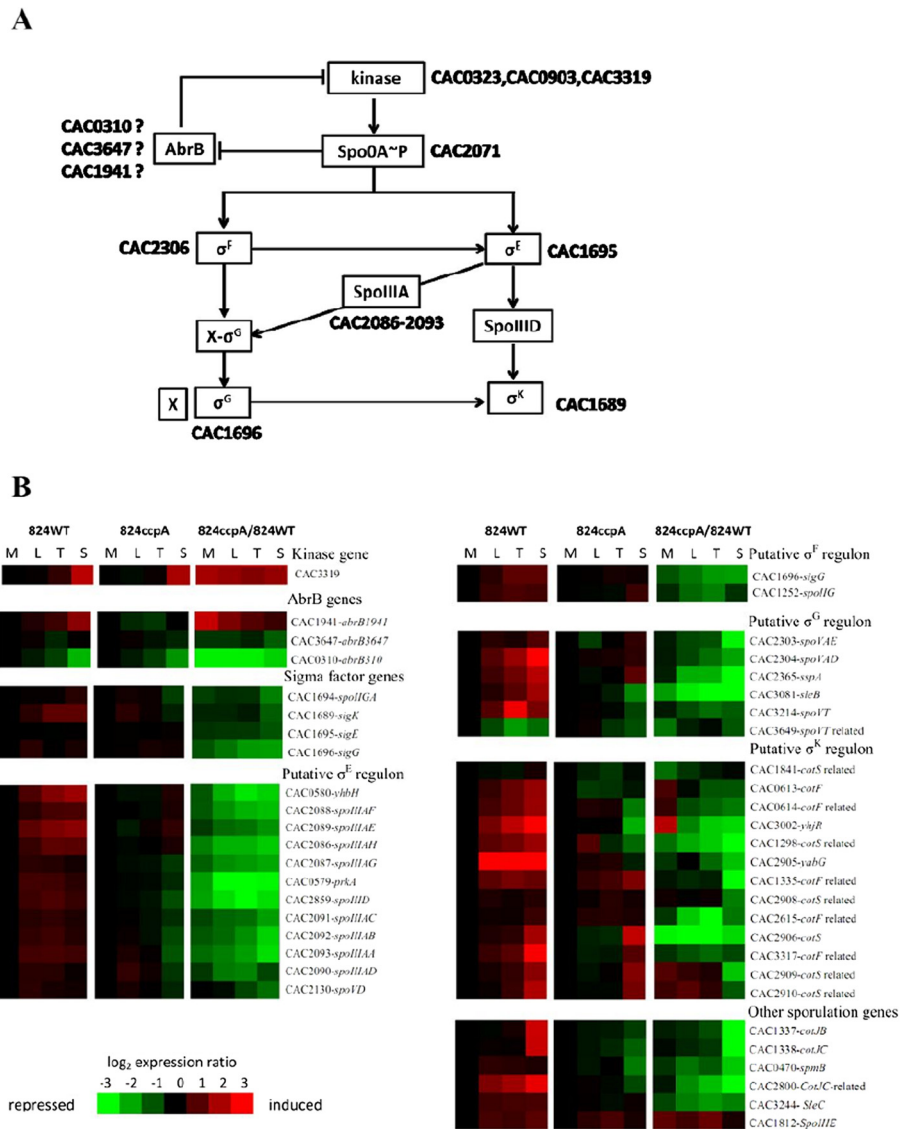 A
kinase
CAC0323,CAC0903,CAC3319
CAC0310 ?
CAC3647 ?
CAC1941 ?
AbrB
Spo0A~P
CAC2071
CAC2306
σF
σE
CAC1695
SpoIIIA
CAC2086-2093
X-σG
SpoIIID
X
σG
CAC1696
σK
CAC1689
B
824WT 824ccpA 824ccpA/824WT
M L T S M L T S M L T S
Kinase gene
CAC3319
AbrB genes
CAC1941-abrB1941
CAC3647-abrB3647
CAC0310-abrB310
Sigma factor genes
CAC1694-spoIIGA
CAC1689-sigK
CAC1695-sigE
CAC1696-sigG
Putative σE regulon
CAC0580-yhbH
CAC2088-spoIIIAF
CAC2089-spoIIIAE
CAC2086-spoIIIAH
CAC2087-spoIIIAG
CAC0579-prkA
CAC2859-spoIIID
CAC2091-spoIIIAC
CAC2092-spoIIIAB
CAC2093-spoIIIAA
CAC2090-spoIIIAD
CAC2130-spoVD
log2 expression ratio
-3 -2 -1 0 1 2 3
repressed induced
824WT 824ccpA 824ccpA/824WT
M L T S M L T S M L T S
Putative σF regulon
CAC1696-sigG
CAC1252-spoIIG
Putative σG regulon
CAC2303-spoVAE
CAC2304-spoVAD
CAC2365-sspA
CAC3081-sleB
CAC3214-spoVT
CAC3649-spoVT related
Putative σK regulon
CAC1841-cotS related
CAC0613-cotF
CAC0614-cotF related
CAC3002-yhjR
CAC1298-cotS related
CAC2905-yabG
CAC1335-cotF related
CAC2908-cotS related
CAC2615-cotF related
CAC2906-cotS
CAC3317-cotF related
CAC2909-cotS related
CAC2910-cotS related
Other sporulation genes
CAC1337-cotJB
CAC1338-cotJC
CAC0470-spmB
CAC2800-CotJC-related
CAC3244- SleC
CAC1812-SpoIIIE